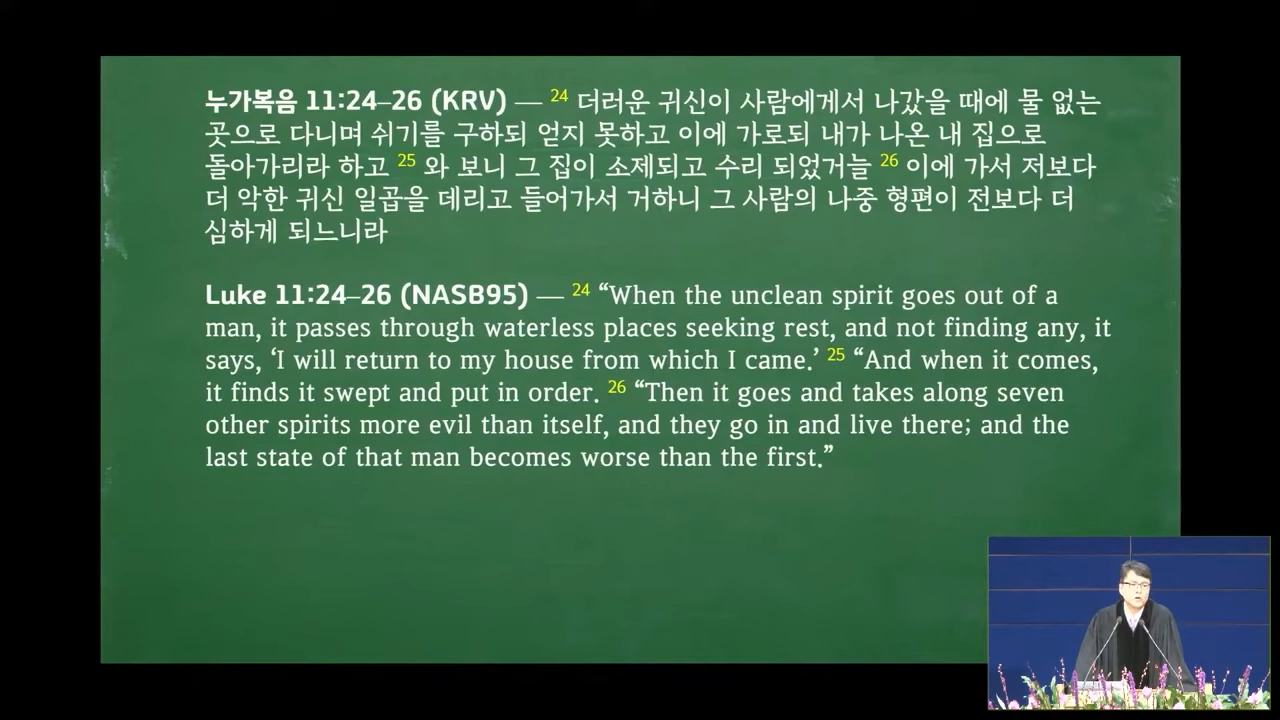 누가복음 11:24–26 (KRV) — 24 더러운 귀신이 사람에게서 나갔을 때에 물 없는
곳으로 다니며 쉬기를 구하되 얻지 못하고 이에 가로되 내가 나온 내 집으로
돌아가리라 하고 25 와 보니 그 집이 소제되고 수리 되었거늘 26 이에 가서 저보다
더 악한 귀신 일곱을 데리고 들어가서 거하니 그 사람의 나중 형편이 전보다 더
심하게 되느니라
Luke 11:24–26 (NASB95) — 24 “When the unclean spirit goes out of a
man, it passes through waterless places seeking rest, and not finding any, it
says, ‘I will return to my house from which I came.’ 25 “And when it comes,
it finds it swept and put in order. 26 “Then it goes and takes along seven
other spirits more evil than itself, and they go in and live there; and the
last state of that man becomes worse than the first.”